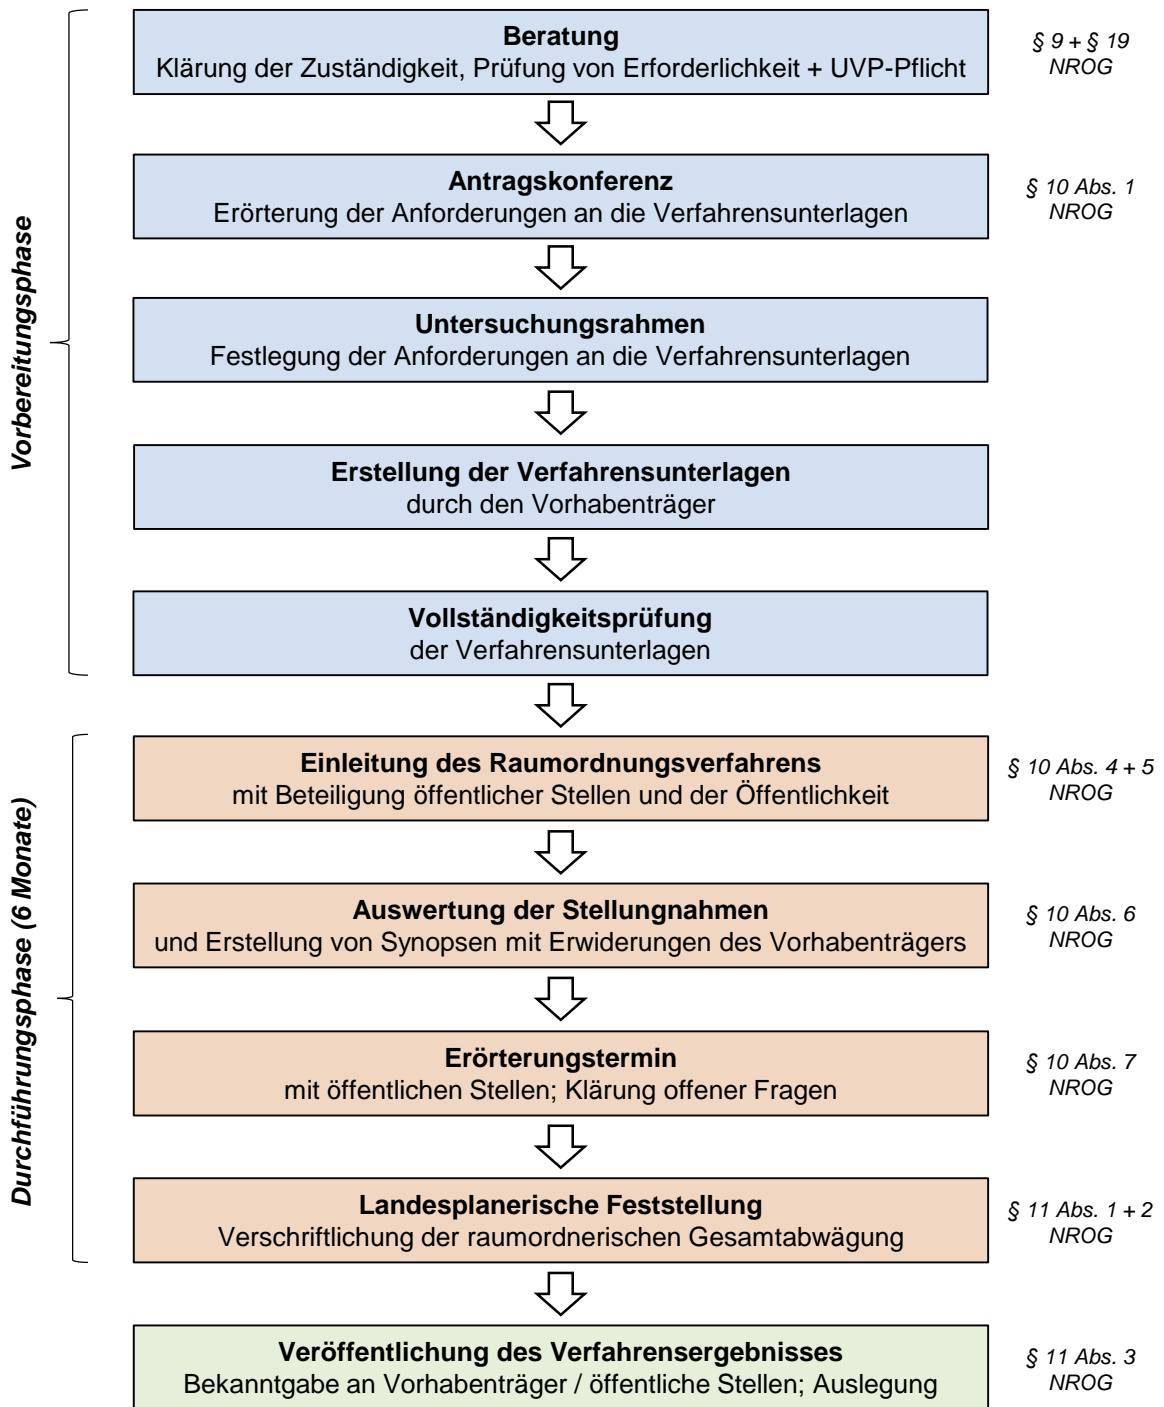 Beratung
Klärung der Zuständigkeit, Prüfung von Erforderlichkeit + UVP-Pflicht
§ 9 + § 19
NROG
Antragskonferenz
Erörterung der Anforderungen an die Verfahrensunterlagen
§ 10 Abs. 1
NROG
Vorbereitungsphase
Untersuchungsrahmen
Festlegung der Anforderungen an die Verfahrensunterlagen
Erstellung der Verfahrensunterlagen
durch den Vorhabenträger
Vollständigkeitsprüfung
der Verfahrensunterlagen
Einleitung des Raumordnungsverfahrens
mit Beteiligung öffentlicher Stellen und der Öffentlichkeit
§ 10 Abs. 4 + 5
NROG
Durchführungsphase (6 Monate)
Auswertung der Stellungnahmen
und Erstellung von Synopsen mit Erwiderungen des Vorhabenträgers
§ 10 Abs. 6
NROG
Erörterungstermin
mit öffentlichen Stellen; Klärung offener Fragen
§ 10 Abs. 7
NROG
Landesplanerische Feststellung
Verschriftlichung der raumordnerischen Gesamtabwägung
§ 11 Abs. 1 + 2
NROG
Veröffentlichung des Verfahrensergebnisses
Bekanntgabe an Vorhabenträger / öffentliche Stellen; Auslegung
§ 11 Abs. 3
NROG